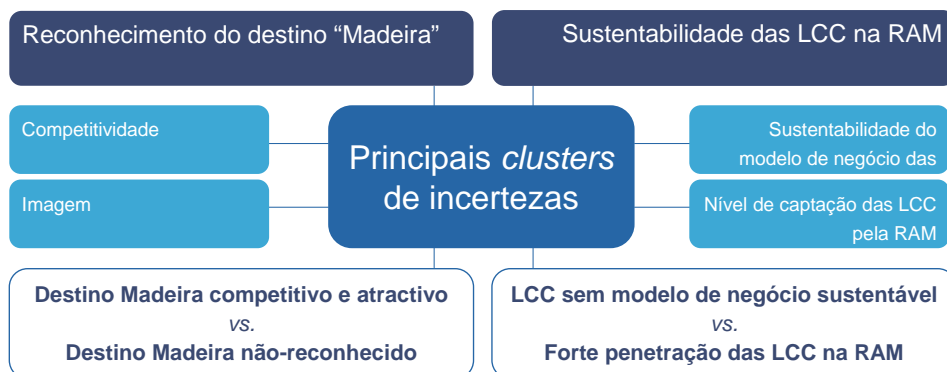 Reconhecimento do destino “Madeira”
Sustentabilidade das LCC na RAM
Competitividade
Imagem
Principais clusters
de incertezas
Sustentabilidade do
modelo de negócio das
Nível de captação das LCC
pela RAM
Destino Madeira competitivo e atractivo
vs.
Destino Madeira não-reconhecido
LCC sem modelo de negócio sustentável
vs.
Forte penetração das LCC na RAM